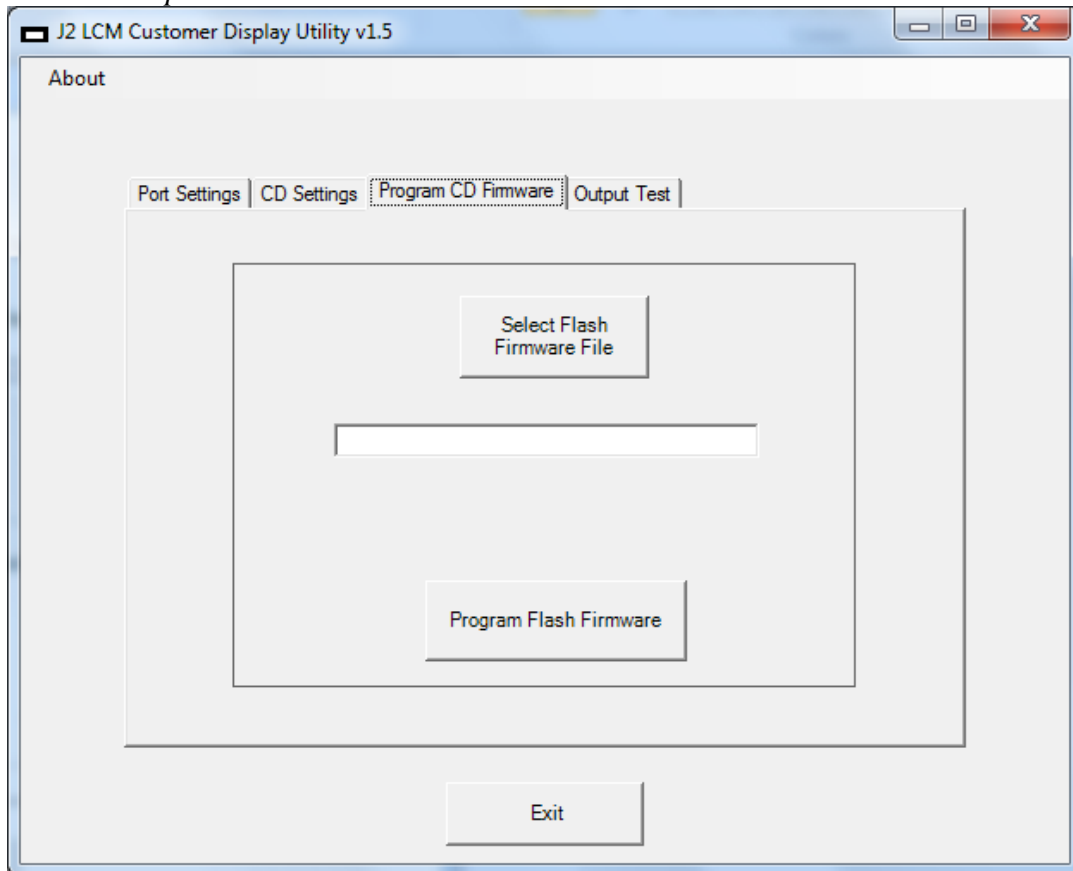 J2 LCM Customer Display Utility v1.5
About
Port Settings CD Settings Program CD Firmware Output Test
Select Flash
Firmware File
Program Flash Firmware
Exit